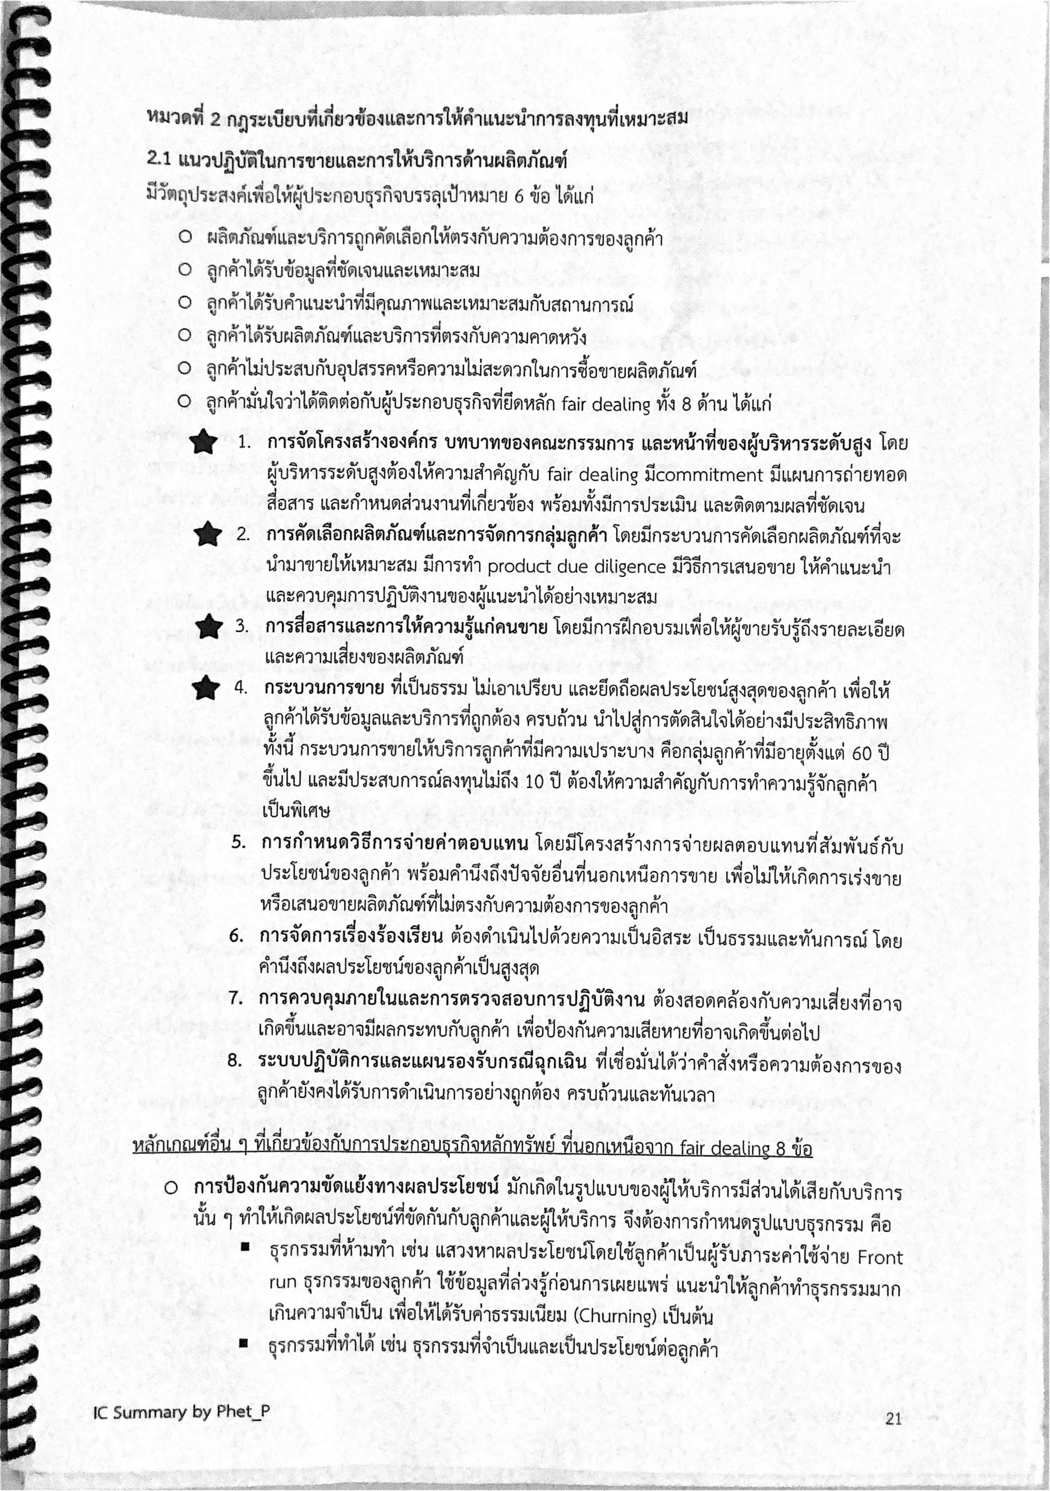 หมวดที่ 2 กฎระเบียบที่เกี่ยวข้องและการให้คำแนะนำการลงทุนที่เหมาะสม
2.1 แนวปฏิบัติในการขายและการให้บริการด้านผลิตภัณฑ์
มีวัตถุประสงค์เพื่อให้ผู้ประกอบธุรกิจบรรลุเป้าหมาย 6 ข้อ ได้แก่
ผลิตภัณฑ์และบริการถูกคัดเลือกให้ตรงกับความต้องการของลูกค้า
ลูกค้าได้รับข้อมูลที่ชัดเจนและเหมาะสม
ลูกค้าได้รับคำแนะนำที่มีคุณภาพและเหมาะสมกับสถานการณ์
ลูกค้าได้รับผลิตภัณฑ์และบริการที่ตรงกับความคาดหวัง
ลูกค้าไม่ประสบกับอุปสรรคหรือความไม่สะดวกในการซื้อขายผลิตภัณฑ์
ลูกค้ามั่นใจว่าได้ติดต่อกับผู้ประกอบธุรกิจที่ยึดหลัก fair dealing ทั้ง 8 ด้าน ได้แก่
1. การจัดโครงสร้างองค์กร บทบาทของคณะกรรมการ และหน้าที่ของผู้บริหารระดับสูง โดย
ผู้บริหารระดับสูงต้องให้ความสำคัญกับ fair dealing มีcommitment มีแผนการถ่ายทอด
สื่อสาร และกำหนดส่วนงานที่เกี่ยวข้อง พร้อมทั้งมีการประเมิน และติดตามผลที่ชัดเจน
2. การคัดเลือกผลิตภัณฑ์และการจัดการกลุ่มลูกค้า โดยมีกระบวนการคัดเลือกผลิตภัณฑ์ที่จะ
นำมาขายให้เหมาะสม มีการทำ product due diligence มีวิธีการเสนอขาย ให้คำแนะนำ
และควบคุมการปฏิบัติงานของผู้แนะนำได้อย่างเหมาะสม
3. การสื่อสารและการให้ความรู้แก่คนขาย โดยมีการฝึกอบรมเพื่อให้ผู้ขายรับรู้ถึงรายละเอียด
และความเสี่ยงของผลิตภัณฑ์
4. กระบวนการขาย ที่เป็นธรรม ไม่เอาเปรียบ และยึดถือผลประโยชน์สูงสุดของลูกค้า เพื่อให้
ลูกค้าได้รับข้อมูลและบริการที่ถูกต้อง ครบถ้วน นำไปสู่การตัดสินใจได้อย่างมีประสิทธิภาพ
ทั้งนี้ กระบวนการขายให้บริการลูกค้าที่มีความเปราะบาง คือกลุ่มลูกค้าที่มีอายุตั้งแต่ 60 ปี
ขึ้นไป และมีประสบการณ์ลงทุนไม่ถึง 10 ปี ต้องให้ความสำคัญกับการทำความรู้จักลูกค้า
เป็นพิเศษ
5. การกำหนดวิธีการจ่ายค่าตอบแทน โดยมีโครงสร้างการจ่ายผลตอบแทนที่สัมพันธ์กับ
ประโยชน์ของลูกค้า พร้อมคำนึงถึงปัจจัยอื่นที่นอกเหนือการขาย เพื่อไม่ให้เกิดการเร่งขาย
หรือเสนอขายผลิตภัณฑ์ที่ไม่ตรงกับความต้องการของลูกค้า
6. การจัดการเรื่องร้องเรียน ต้องดำเนินไปด้วยความเป็นอิสระ เป็นธรรมและทันการณ์ โดย
คำนึงถึงผลประโยชน์ของลูกค้าเป็นสูงสุด
7. การควบคุมภายในและการตรวจสอบการปฏิบัติงาน ต้องสอดคล้องกับความเสี่ยงที่อาจ
เกิดขึ้นและอาจมีผลกระทบกับลูกค้า เพื่อป้องกันความเสียหายที่อาจเกิดขึ้นต่อไป
8. ระบบปฏิบัติการและแผนรองรับกรณีฉุกเฉิน ที่เชื่อมั่นได้ว่าคำสั่งหรือความต้องการของ
ลูกค้ายังคงได้รับการดำเนินการอย่างถูกต้อง ครบถ้วนและทันเวลา
หลักเกณฑ์อื่น ๆ ที่เกี่ยวข้องกับการประกอบธุรกิจหลักทรัพย์ ที่นอกเหนือจาก fair dealing 8 ข้อ
การป้องกันความขัดแย้งทางผลประโยชน์ มักเกิดในรูปแบบของผู้ให้บริการมีส่วนได้เสียกับบริการ
นั้น ๆ ทำให้เกิดผลประโยชน์ที่ขัดกันกับลูกค้าและผู้ให้บริการ จึงต้องการกำหนดรูปแบบธุรกรรม คือ
ธุรกรรมที่ห้ามทำ เช่น แสวงหาผลประโยชน์โดยใช้ลูกค้าเป็นผู้รับภาระค่าใช้จ่าย Front
run ธุรกรรมของลูกค้า ใช้ข้อมูลที่ล่วงรู้ก่อนการเผยแพร่ แนะนำให้ลูกค้าทำธุรกรรมมาก
เกินความจำเป็น เพื่อให้ได้รับค่าธรรมเนียม (Churning) เป็นต้น
ธุรกรรมที่ทำได้ เช่น ธุรกรรมที่จำเป็นและเป็นประโยชน์ต่อลูกค้า
IC Summary by Phet_P
21